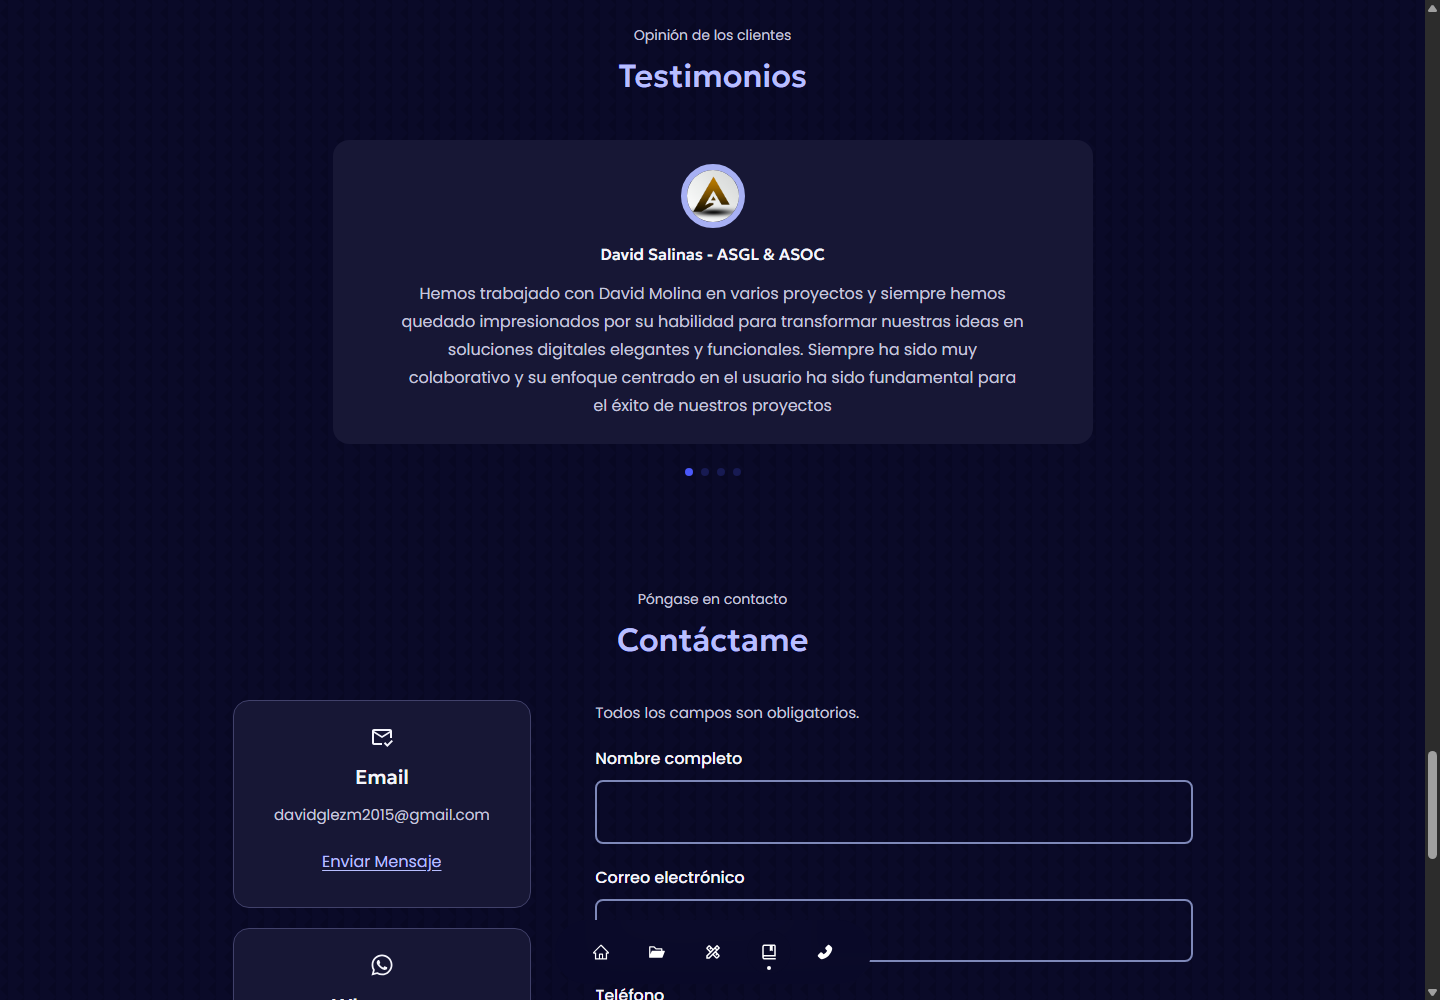 Opinión de los clientes
Testimonios
David Salinas - ASGL & ASOC
Hemos trabajado con David Molina en varios proyectos y siempre hemos
quedado impresionados por su habilidad para transformar nuestras ideas en
soluciones digitales elegantes y funcionales. Siempre ha sido muy
colaborativo y su enfoque centrado en el usuario ha sido fundamental para
el éxito de nuestros proyectos
Póngase en contacto
Contáctame
Email
davidglezm2015@gmail.com
Enviar Mensaje
Todos los campos son obligatorios.
Nombre completo
Correo electrónico
Teléfono